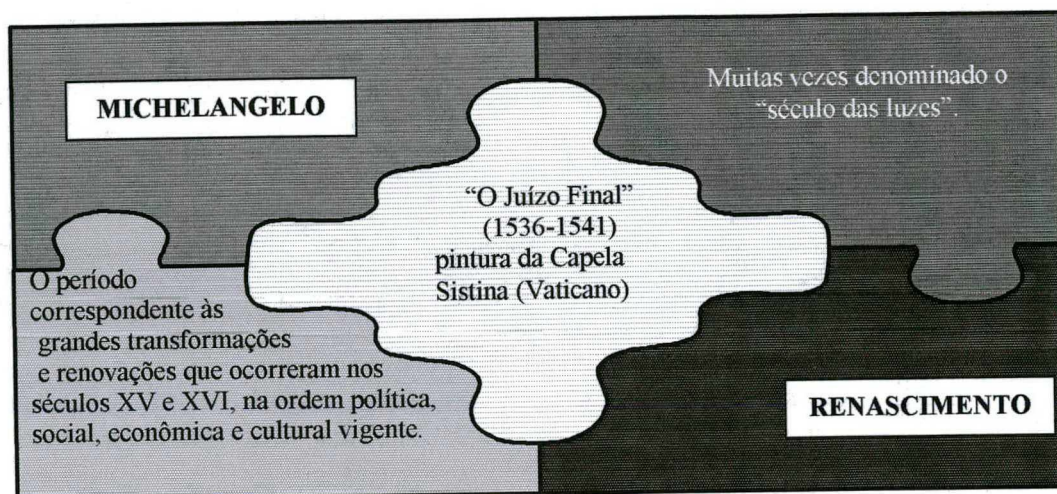 MICHELANGELO
Muitas vezes denominado o
“século das luzes”.
“O Juízo Final”
(1536-1541)
pintura da Capela
Sistina (Vaticano)
O período
correspondente às
grandes transformações
e renovações que ocorreram nos
séculos XV e XVI, na ordem política,
social, econômica e cultural vigente.
RENASCIMENTO